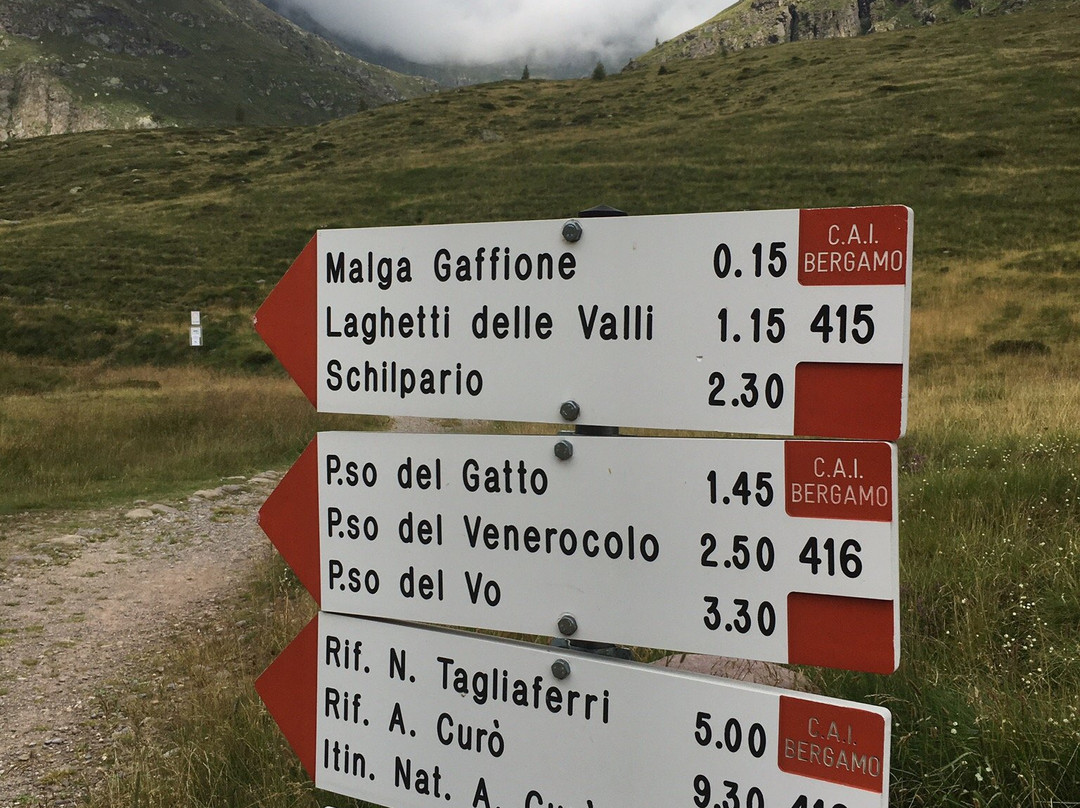 Malga Gaffione 0.15 C.A.I. BERGAMO
Laghetti delle Valli 1.15 415
Schilpario 2.30
P.so del Gatto 1.45 C.A.I. BERGAMO
P.so del Venerocolo 2.50 416
P.so del Vo 3.30
Rif. N. Tagliaferri 5.00 C.A.I. BERGAMO
Rif. A. Curò 9.30
Itin. Nat. A.